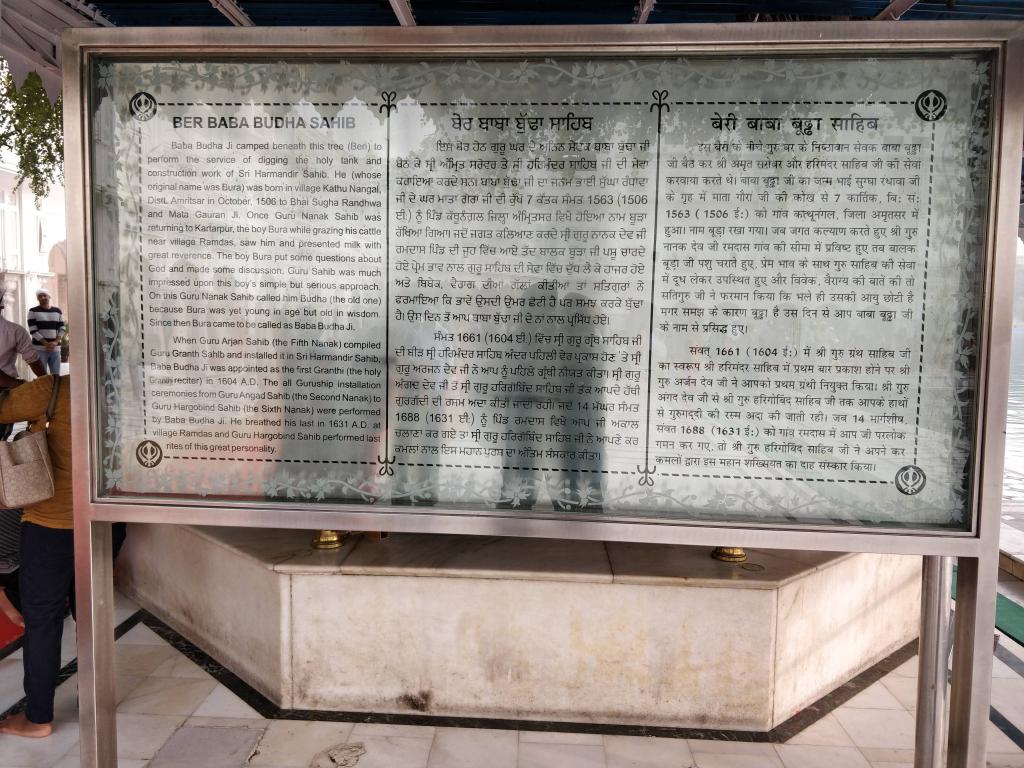 BER BABA BUDHA SAHIB
Baba Budha Ji camped beneath this tree (Beri) to
perform the service of digging the holy tank and
construction work of Sri Harmandir Sahib. He (whose
original name was Bura) was born in village Kathu Nangal,
Distt. Amritsar in October, 1506 to Bhai Sugha Randhwa
and Mata Gauran Ji. Once Guru Nanak Sahib was
returning to Kartarpur, the boy Bura while grazing his cattle
near village Ramdas, saw him and presented milk with
great reverence. The boy Bura put some questions about
God and made some discussion. Guru Sahib was much
impressed upon this boy's simple but serious approach.
On this Guru Nanak Sahib called him Budha (the old one)
because Bura was yet young in age but old in wisdom.
Since then Bura came to be called as Baba Budha Ji.
When Guru Arjan Sahib (the Fifth Nanak) compiled
Guru Granth Sahib and installed it in Sri Harmandir Sahib,
Baba Budha Ji was appointed as the first Granthi (the holy
Granth reciter) in 1604 A.D. The all Guruship installation
ceremonies from Guru Angad Sahib (the Second Nanak) to
Guru Hargobind Sahib (the Sixth Nanak) were performed
by Baba Budha Ji. He breathed his last in 1631 A.D. at
village Ramdas and Guru Hargobind Sahib performed last
rites of this great personality.
ਬੇਰ ਬਾਬਾ ਬੁੱਢਾ ਸਾਹਿਬ
ਇਸ ਬੇਰ ਹੇਠ ਗੁਰੂ ਘਰ ਦੇ ਅਨਿਨ ਸੇਵਕ ਬਾਬਾ ਬੁੱਢਾ ਜੀ
ਬੈਠ ਕੇ ਸ੍ਰੀ ਅੰਮ੍ਰਿਤ ਸਰੋਵਰ ਤੇ ਸ੍ਰੀ ਹਰਿਮੰਦਰ ਸਾਹਿਬ ਜੀ ਦੀ ਸੇਵਾ
ਕਰਾਇਆ ਕਰਦੇ ਸਨ। ਬਾਬਾ ਬੁੱਢਾ ਜੀ ਦਾ ਜਨਮ ਭਾਈ ਸੁੱਘਾ ਰੰਧਾਵਾ
ਜੀ ਦੇ ਘਰ ਮਾਤਾ ਗੌਰਾਂ ਜੀ ਦੀ ਕੁੱਖੋਂ 7 ਕੱਤਕ ਸੰਮਤ 1563 (1506
ਈ:) ਨੂੰ ਪਿੰਡ ਕੱਥੂਨੰਗਲ ਜ਼ਿਲ੍ਹਾ ਅੰਮ੍ਰਿਤਸਰ ਵਿਖੇ ਹੋਇਆ ਨਾਮ ਬੂੜਾ
ਰੱਖਿਆ ਗਿਆ। ਜਦੋਂ ਜਗਤ ਕਲਿਆਣ ਕਰਦੇ ਸ੍ਰੀ ਗੁਰੂ ਨਾਨਕ ਦੇਵ ਜੀ
ਰਮਦਾਸ ਪਿੰਡ ਦੀ ਜੂਹ ਵਿੱਚ ਆਏ ਤੱਦ ਬਾਲਕ ਬੂੜਾ ਜੀ ਪਸ਼ੂ ਚਾਰਦੇ
ਹੋਏ ਪ੍ਰੇਮ ਭਾਵ ਨਾਲ ਗੁਰੂ ਸਾਹਿਬ ਦੀ ਸੇਵਾ ਵਿੱਚ ਦੁੱਧ ਲੈ ਕੇ ਹਾਜਰ ਹੋਏ
ਅਤੇ ਬਿਬੇਕ, ਵੈਰਾਗ ਦੀਆਂ ਗੱਲਾਂ ਕੀਤੀਆਂ ਤਾਂ ਸਤਿਗੁਰਾਂ ਨੇ
ਫਰਮਾਇਆ ਕਿ ਭਾਵੇਂ ਉਸਦੀ ਉਮਰ ਛੋਟੀ ਹੈ ਪਰ ਸਮਝ ਕਰਕੇ ਬੁੱਢਾ
ਹੈ। ਉਸ ਦਿਨ ਤੋਂ ਆਪ ਬਾਬਾ ਬੁੱਢਾ ਜੀ ਦੇ ਨਾਂ ਨਾਲ ਪ੍ਰਸਿੱਧ ਹੋਏ।
ਸੰਮਤ 1661 (1604 ਈ:) ਵਿੱਚ ਸ੍ਰੀ ਗੁਰੂ ਗ੍ਰੰਥ ਸਾਹਿਬ ਜੀ
ਦੀ ਬੀੜ ਸ੍ਰੀ ਹਰਿਮੰਦਰ ਸਾਹਿਬ ਅੰਦਰ ਪਹਿਲੀ ਵੇਰ ਪ੍ਰਕਾਸ਼ ਹੋਣ 'ਤੇ ਸ੍ਰੀ
ਗੁਰੂ ਅਰਜਨ ਦੇਵ ਜੀ ਨੇ ਆਪ ਨੂੰ ਪਹਿਲੇ ਗ੍ਰੰਥੀ ਨੀਯਤ ਕੀਤਾ। ਸ੍ਰੀ ਗੁਰੂ
ਅੰਗਦ ਦੇਵ ਜੀ ਤੋਂ ਸ੍ਰੀ ਗੁਰੂ ਹਰਿਗੋਬਿੰਦ ਸਾਹਿਬ ਜੀ ਤੱਕ ਆਪਦੇ ਹੱਥੀਂ
ਗੁਰਗੱਦੀ ਦੀ ਰਸਮ ਅਦਾ ਕੀਤੀ ਜਾਂਦੀ ਰਹੀ। ਜਦ 14 ਮੱਘਰ ਸੰਮਤ
1688 (1631 ਈ:) ਨੂੰ ਪਿੰਡ ਰਮਦਾਸ ਵਿਖੇ ਆਪ ਜੀ ਅਕਾਲ
ਚਲਾਣਾ ਕਰ ਗਏ ਤਾਂ ਸ੍ਰੀ ਗੁਰੂ ਹਰਿਗੋਬਿੰਦ ਸਾਹਿਬ ਜੀ ਨੇ ਆਪਣੇ ਕਰ
ਕਮਲਾਂ ਨਾਲ ਇਸ ਮਹਾਨ ਪੁਰਸ਼ ਦਾ ਅੰਤਿਮ ਸੰਸਕਾਰ ਕੀਤਾ।
बेरी बाबा बूढ्ढा साहिब
इस बेरी के नीचे गुरु घर के निष्ठावान सेवक बाबा बूढ्ढा
जी बैठ कर श्री अमृत सरोवर और हरिमंदर साहिब जी की सेवा
करवाया करते थे। बाबा बूढ्ढा जी का जन्म भाई सुग्घा रंधावा जी
के गृह में माता गौरां जी की कोख से 7 कार्तिक, बि: सं:
1563 ( 1506 ई:) को गांव कत्थूनंगल, जिला अमृतसर में
हुआ। नाम बूड़ा रखा गया। जब जगत कल्याण करते हुए श्री गुरु
नानक देव जी रमदास गांव की सीमा में प्रविष्ट हुए तब बालक
बूड़ा जी पशु चराते हुए, प्रेम भाव के साथ गुरु साहिब की सेवा
में दूध लेकर उपस्थित हुए और विवेक, वैराग्य की बातें की तो
सतिगुरु जी ने फरमान किया कि भले ही उसकी आयु छोटी है
मगर समझ के कारण बूढ्ढा है उस दिन से आप बाबा बूढ्ढा जी
के नाम से प्रसिद्ध हुए।
संवत् 1661 (1604 ई:) में श्री गुरु ग्रंथ साहिब जी
का स्वरूप श्री हरिमंदर साहिब में प्रथम बार प्रकाश होने पर श्री
गुरु अर्जन देव जी ने आपको प्रथम ग्रंथी नियुक्त किया। श्री गुरु
अंगद देव जी से श्री गुरु हरिगोबिंद साहिब जी तक आपके हाथों
से गुरुगद्दी की रस्म अदा की जाती रही। जब 14 मार्गशीष,
संवत 1688 (1631 ई:) को गांव रमदास में आप जी परलोक
गमन कर गए, तो श्री गुरु हरिगोबिंद साहिब जी ने अपने कर
कमलों द्वारा इस महान शख्सियत का दाह संस्कार किया।